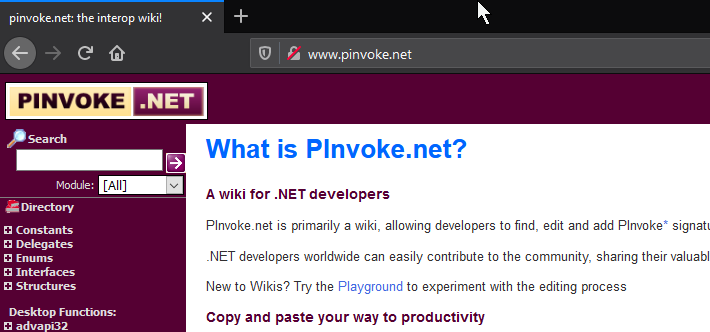 pinvoke.net: the interop wiki!
www.pinvoke.net
PINVOKE .NET
Search
Module: [All]
Directory
Constants
Delegates
Enums
Interfaces
Structures
Desktop Functions:
advapi32
What is PInvoke.net?
A wiki for .NET developers
PInvoke.net is primarily a wiki, allowing developers to find, edit and add PInvoke*
.NET developers worldwide can easily contribute to the community, sharing their
New to Wikis? Try the Playground to experiment with the editing process
Copy and paste your way to productivity